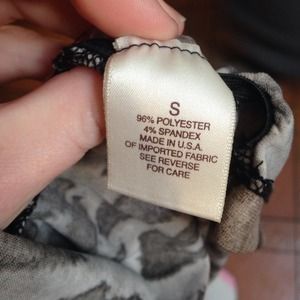 S
96% POLYESTER
4% SPANDEX
MADE IN U.S.A.
OF IMPORTED FABRIC
SEE REVERSE
FOR CARE